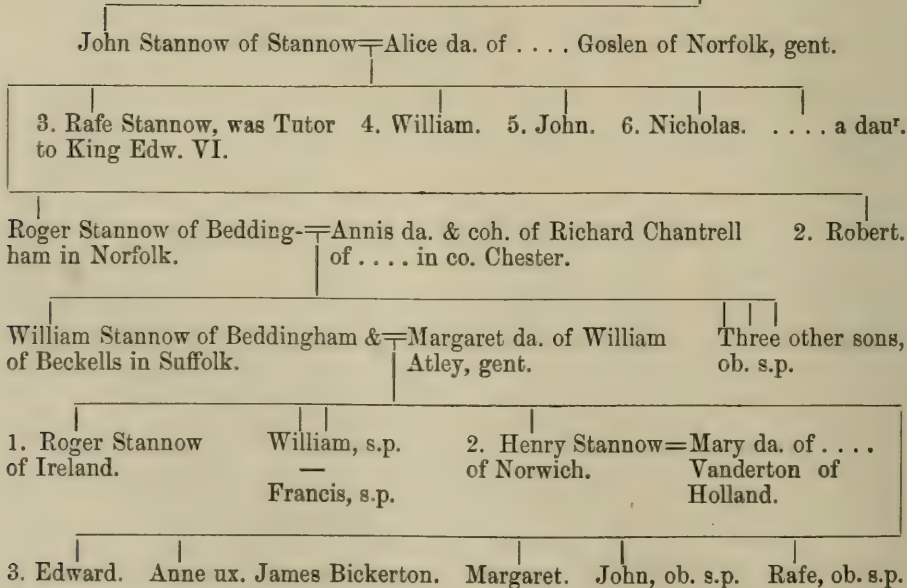 John Stannow of Stannow=Alice da. of . . . . Goslen of Norfolk, gent.
3. Rafe Stannow, was Tutor 4. William. 5. John. 6. Nicholas. . . . . a dauʳ.
to King Edw. VI.
Roger Stannow of Bedding-=Annis da. & coh. of Richard Chantrell 2. Robert.
ham in Norfolk. of . . . . in co. Chester.
William Stannow of Beddingham &=Margaret da. of William Three other sons,
of Beckells in Suffolk. Atley, gent. ob. s.p.
1. Roger Stannow William, s.p. 2. Henry Stannow=Mary da. of . . . .
of Ireland. — of Norwich. Vanderton of
Francis, s.p. Holland.
3. Edward. Anne ux. James Bickerton. Margaret. John, ob. s.p. Rafe, ob. s.p.